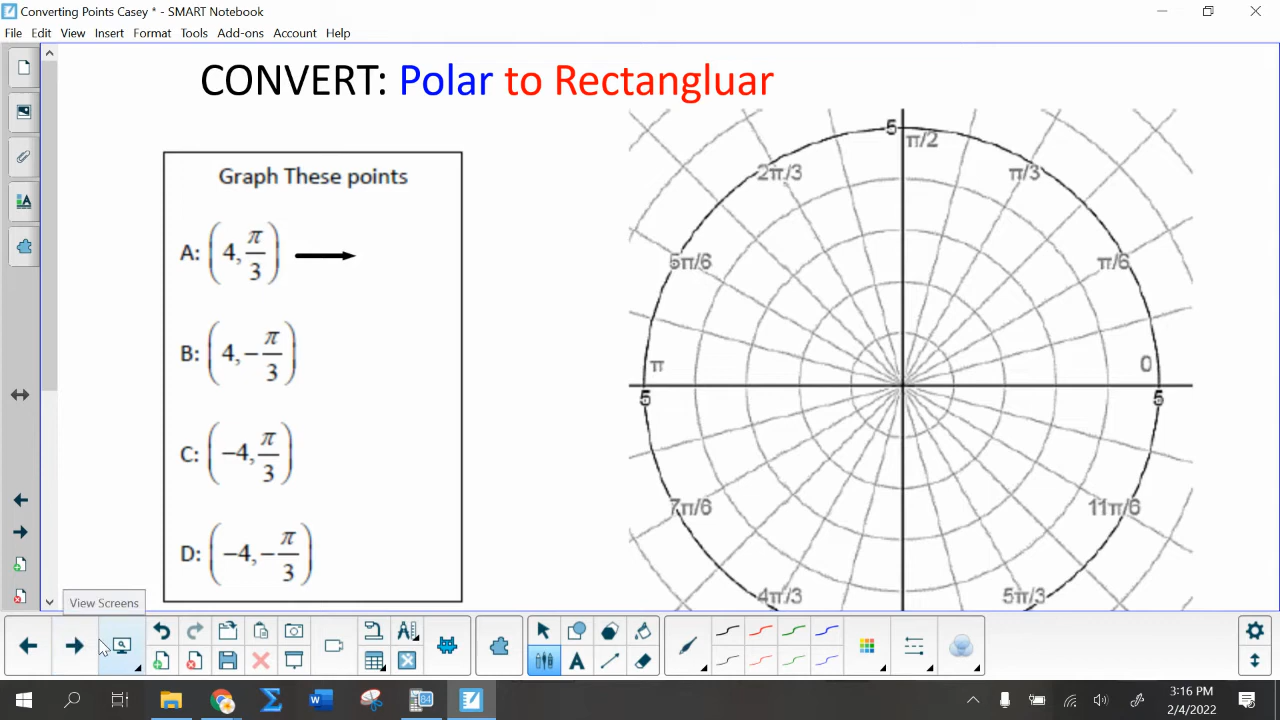 Converting Points Casey * - SMART Notebook
File Edit View Insert Format Tools Add-ons Account Help
CONVERT: Polar to Rectangluar
Graph These points
A: (4, π/3)
B: (4, -π/3)
C: (-4, π/3)
D: (-4, -π/3)
5
π/2
2π/3
π/3
5π/6
π/6
π
0
5
5
7π/6
11π/6
4π/3
5π/3
View Screens
3:16 PM
2/4/2022